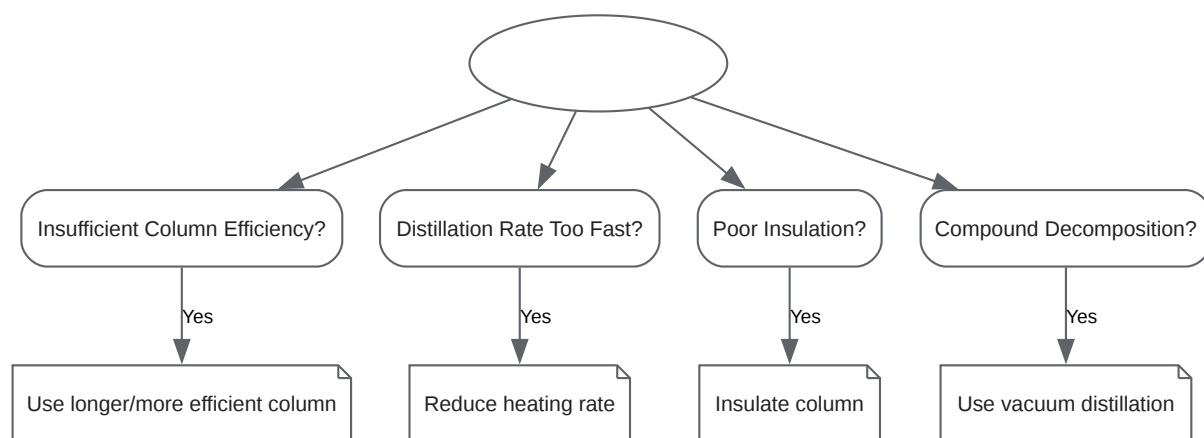 Insufficient Column Efficiency?
Distillation Rate Too Fast?
Poor Insulation?
Compound Decomposition?
Yes
Yes
Yes
Yes
Use longer/more efficient column
Reduce heating rate
Insulate column
Use vacuum distillation